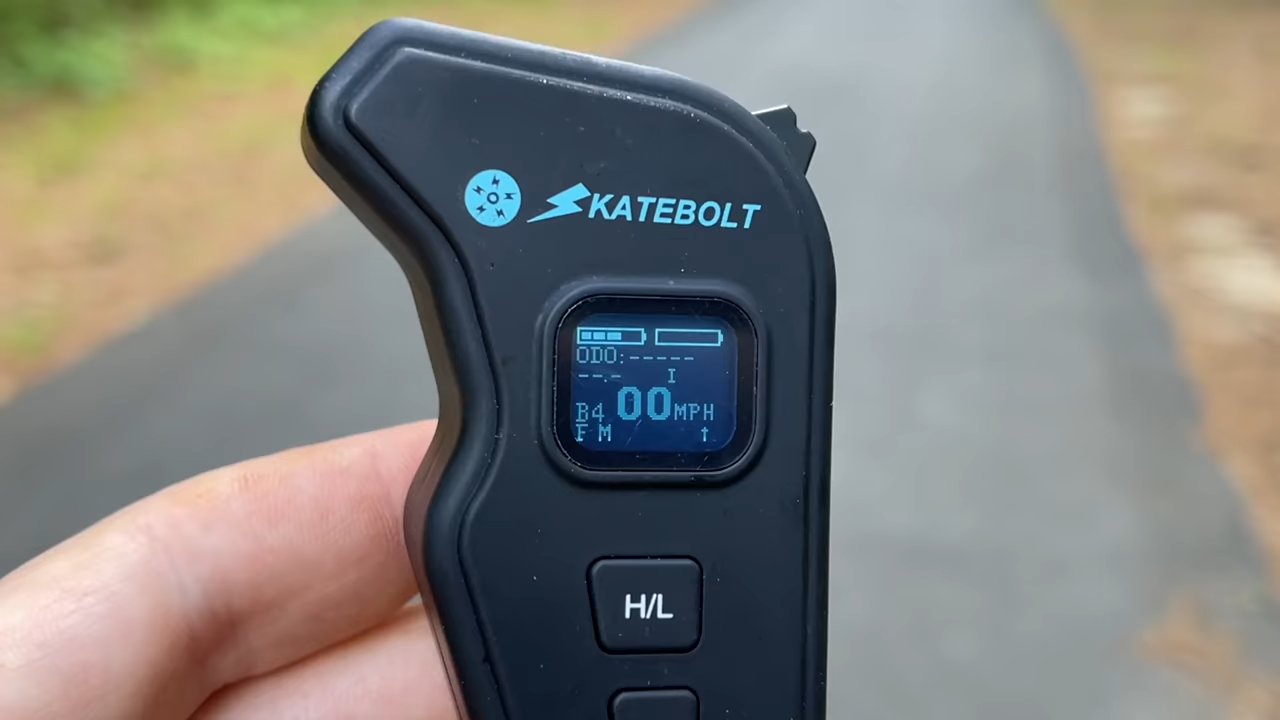 SKATEBOLT
ODO:-----
--.- I
B4 00MPH
F M ↑
H/L